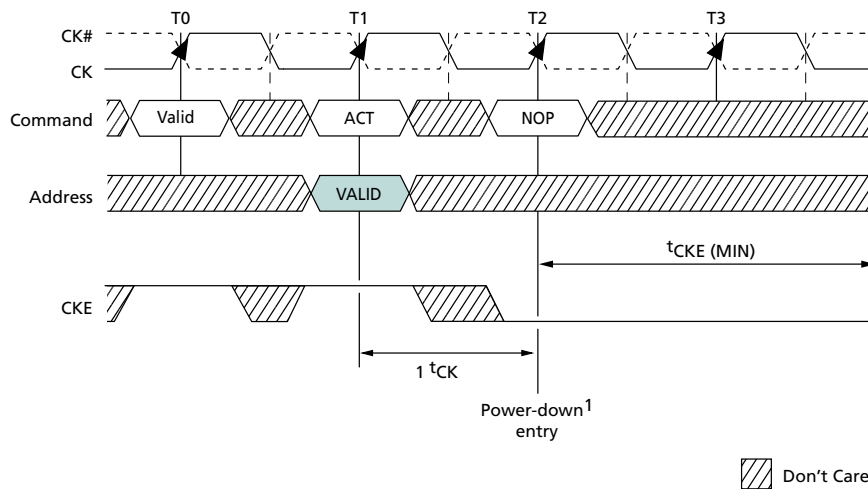 T0 T1 T2 T3
CK#
CK
Command Valid ACT NOP
Address VALID
tCKE (MIN)
CKE
1 tCK
Power-down1
entry
Don't Care